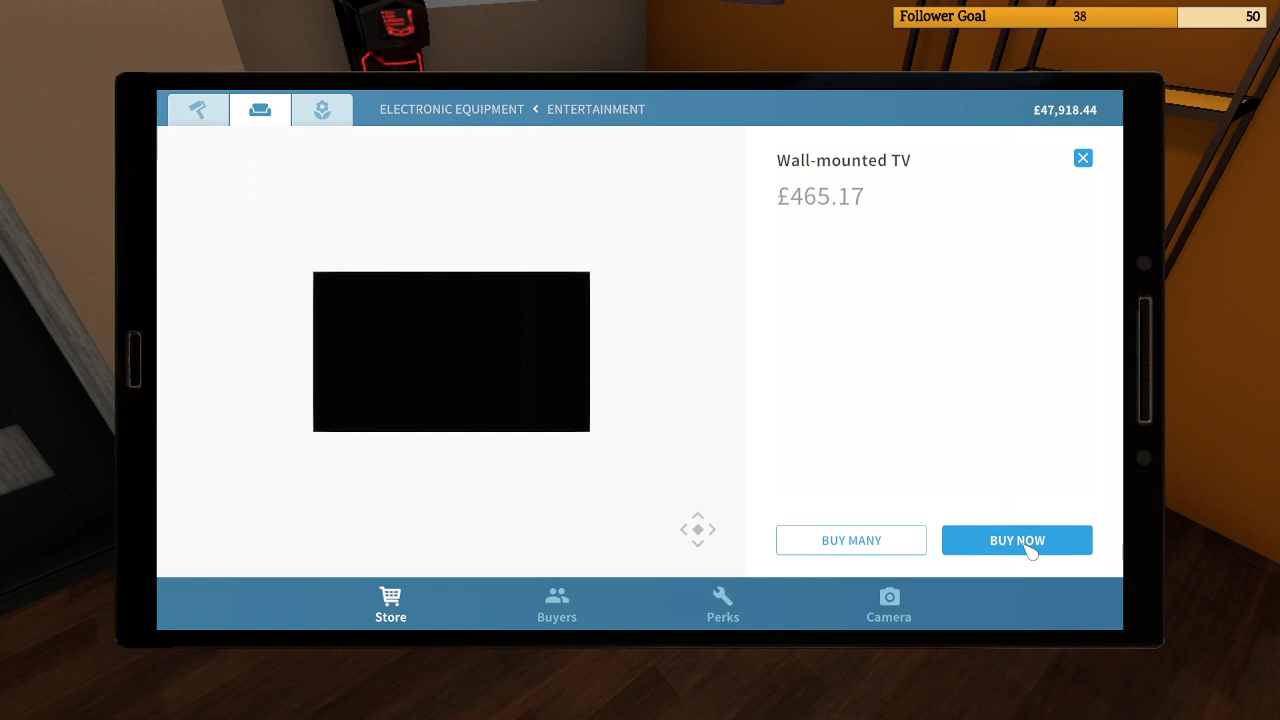 Follower Goal 38 50
ELECTRONIC EQUIPMENT < ENTERTAINMENT £47,918.44
Wall-mounted TV
£465.17
BUY MANY BUY NOW
Store Buyers Perks Camera